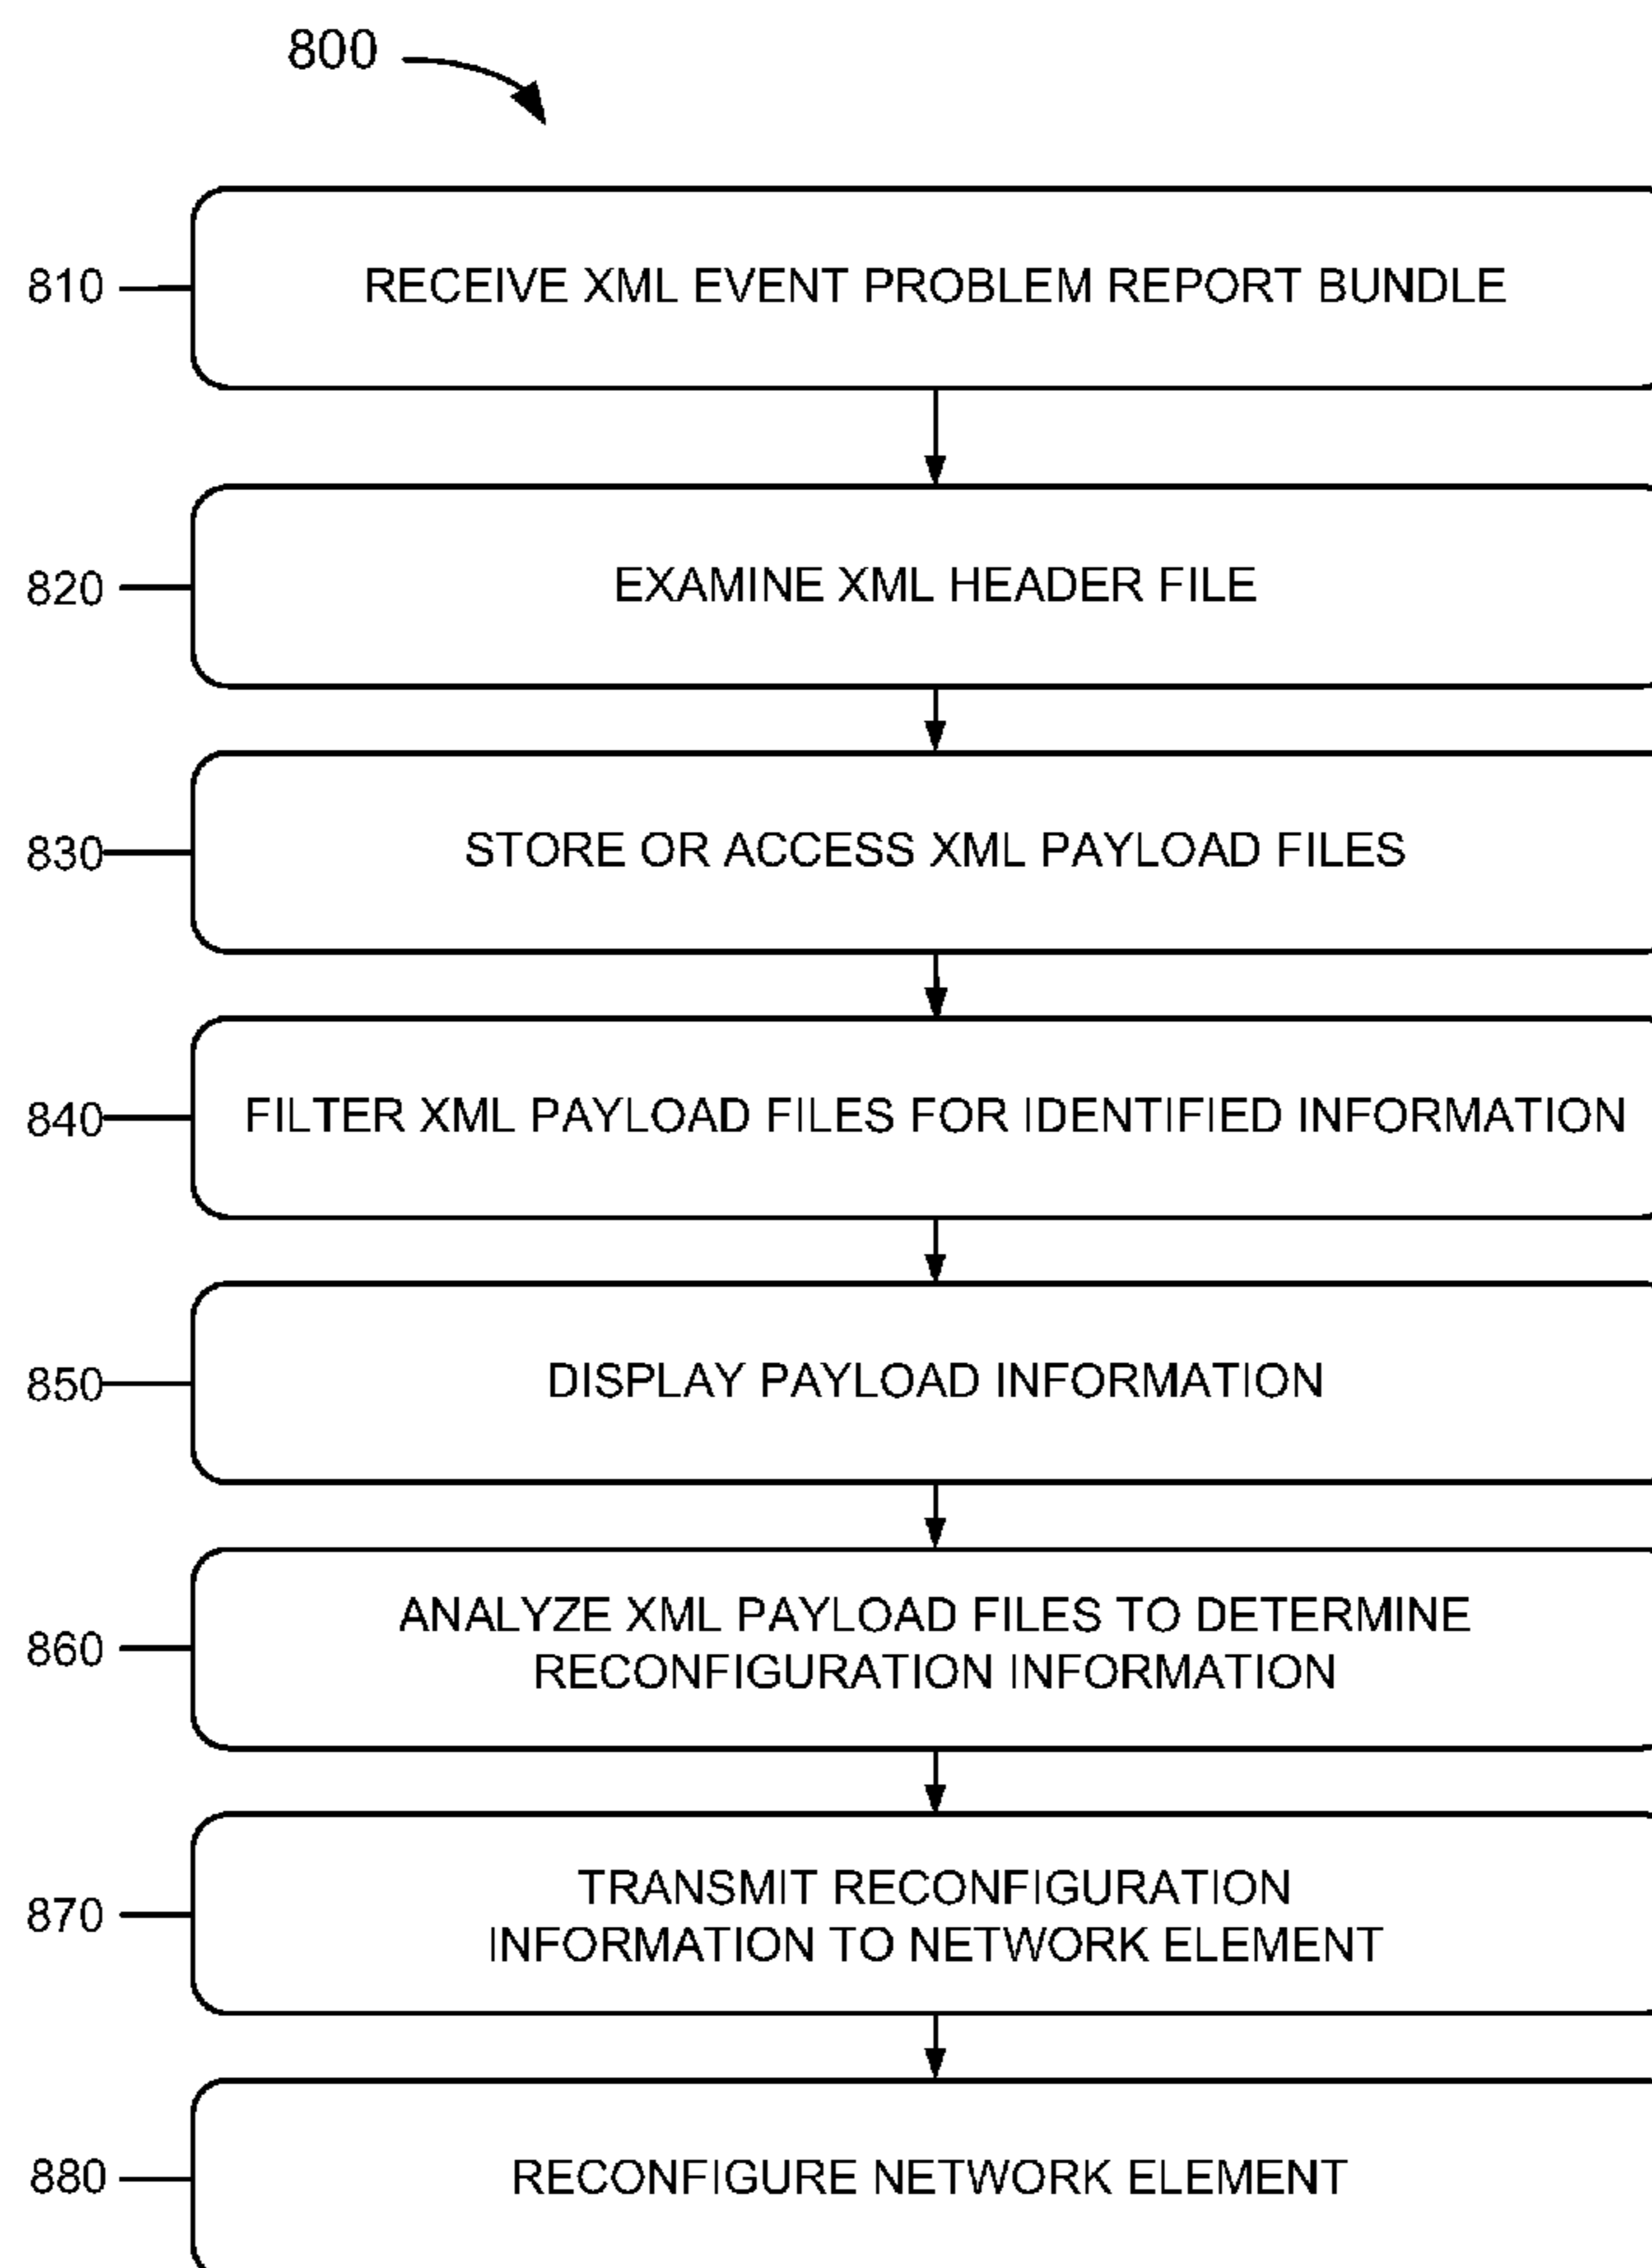 800
810
RECEIVE XML EVENT PROBLEM REPORT BUNDLE
820
EXAMINE XML HEADER FILE
830
STORE OR ACCESS XML PAYLOAD FILES
840
FILTER XML PAYLOAD FILES FOR IDENTIFIED INFORMATION
850
DISPLAY PAYLOAD INFORMATION
860
ANALYZE XML PAYLOAD FILES TO DETERMINE
RECONFIGURATION INFORMATION
870
TRANSMIT RECONFIGURATION
INFORMATION TO NETWORK ELEMENT
880
RECONFIGURE NETWORK ELEMENT